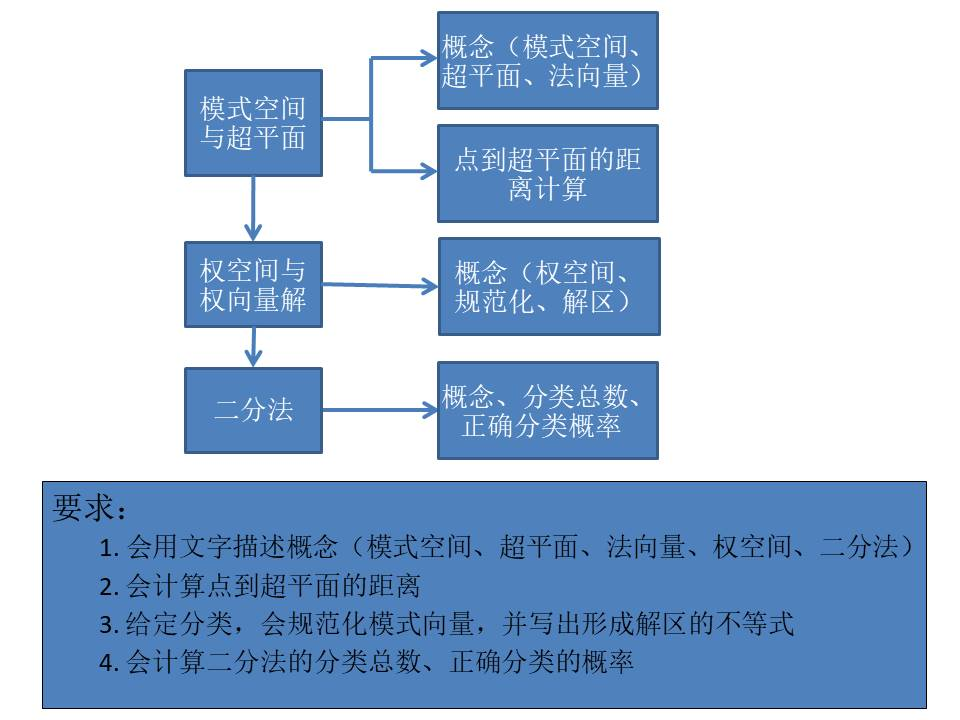 模式空间
与超平面
概念（模式空间、
超平面、法向量）
点到超平面的距
离计算
权空间与
权向量解
概念（权空间、
规范化、解区）
二分法
概念、分类总数、
正确分类概率
要求：
1. 会用文字描述概念（模式空间、超平面、法向量、权空间、二分法）
2. 会计算点到超平面的距离
3. 给定分类，会规范化模式向量，并写出形成解区的不等式
4. 会计算二分法的分类总数、正确分类的概率